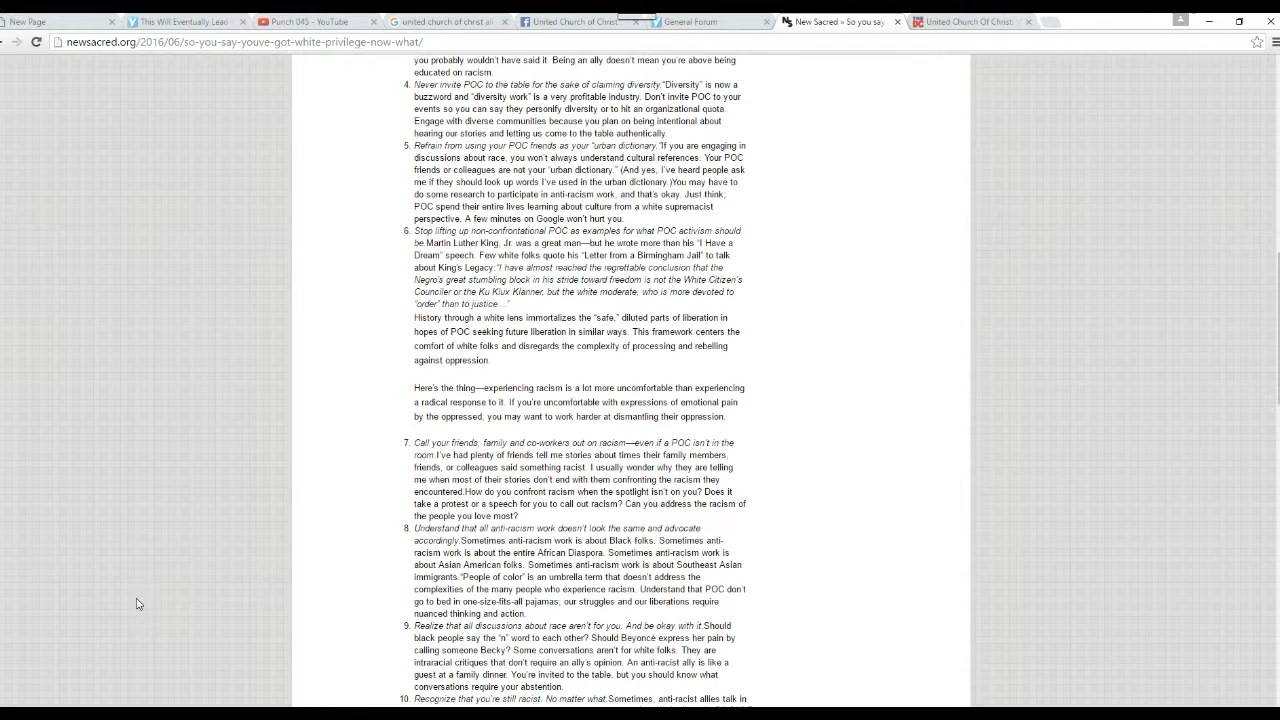 New Page
This Will Eventually Lead
Punch 045 - YouTube
united church of christ all
United Church of Christ
General Forum
New Sacred » So you say
United Church Of Christ:
newsacred.org/2016/06/so-you-say-youve-got-white-privilege-now-what/
you probably wouldn't have said it. Being an ally doesn't mean you're above being
educated on racism.
4. Never invite POC to the table for the sake of claiming diversity."Diversity" is now a
buzzword and "diversity work" is a very profitable industry. Don't invite POC to your
events so you can say they personify diversity or to hit an organizational quota.
Engage with diverse communities because you plan on being intentional about
hearing our stories and letting us come to the table authentically.
5. Refrain from using your POC friends as your "urban dictionary."If you are engaging in
discussions about race, you won't always understand cultural references. Your POC
friends or colleagues are not your "urban dictionary." (And yes, I've heard people ask
me if they should look up words I've used in the urban dictionary.)You may have to
do some research to participate in anti-racism work, and that's okay. Just think;
POC spend their entire lives learning about culture from a white supremacist
perspective. A few minutes on Google won't hurt you.
6. Stop lifting up non-confrontational POC as examples for what POC activism should
be.Martin Luther King, Jr. was a great man—but he wrote more than his "I Have a
Dream" speech. Few white folks quote his "Letter from a Birmingham Jail" to talk
about King's Legacy:"I have almost reached the regrettable conclusion that the
Negro's great stumbling block in his stride toward freedom is not the White Citizen's
Counciler or the Ku Klux Klanner, but the white moderate, who is more devoted to
"order" than to justice…"
History through a white lens immortalizes the "safe," diluted parts of liberation in
hopes of POC seeking future liberation in similar ways. This framework centers the
comfort of white folks and disregards the complexity of processing and rebelling
against oppression.
Here's the thing—experiencing racism is a lot more uncomfortable than experiencing
a radical response to it. If you're uncomfortable with expressions of emotional pain
by the oppressed, you may want to work harder at dismantling their oppression.
7. Call your friends, family and co-workers out on racism—even if a POC isn't in the
room.I've had plenty of friends tell me stories about times their family members,
friends, or colleagues said something racist. I usually wonder why they are telling
me when most of their stories don't end with them confronting the racism they
encountered.How do you confront racism when the spotlight isn't on you? Does it
take a protest or a speech for you to call out racism? Can you address the racism of
the people you love most?
8. Understand that all anti-racism work doesn't look the same and advocate
accordingly.Sometimes anti-racism work is about Black folks. Sometimes anti-
racism work is about the entire African Diaspora. Sometimes anti-racism work is
about Asian American folks. Sometimes anti-racism work is about Southeast Asian
immigrants."People of color" is an umbrella term that doesn't address the
complexities of the many people who experience racism. Understand that POC don't
go to bed in one-size-fits-all pajamas; our struggles and our liberations require
nuanced thinking and action.
9. Realize that all discussions about race aren't for you. And be okay with it.Should
black people say the "n" word to each other? Should Beyoncé express her pain by
calling someone Becky? Some conversations aren't for white folks. They are
intraracial critiques that don't require an ally's opinion. An anti-racist ally is like a
guest at a family dinner. You're invited to the table, but you should know what
conversations require your abstention.
10. Recognize that you're still racist. No matter what.Sometimes, anti-racist allies talk in